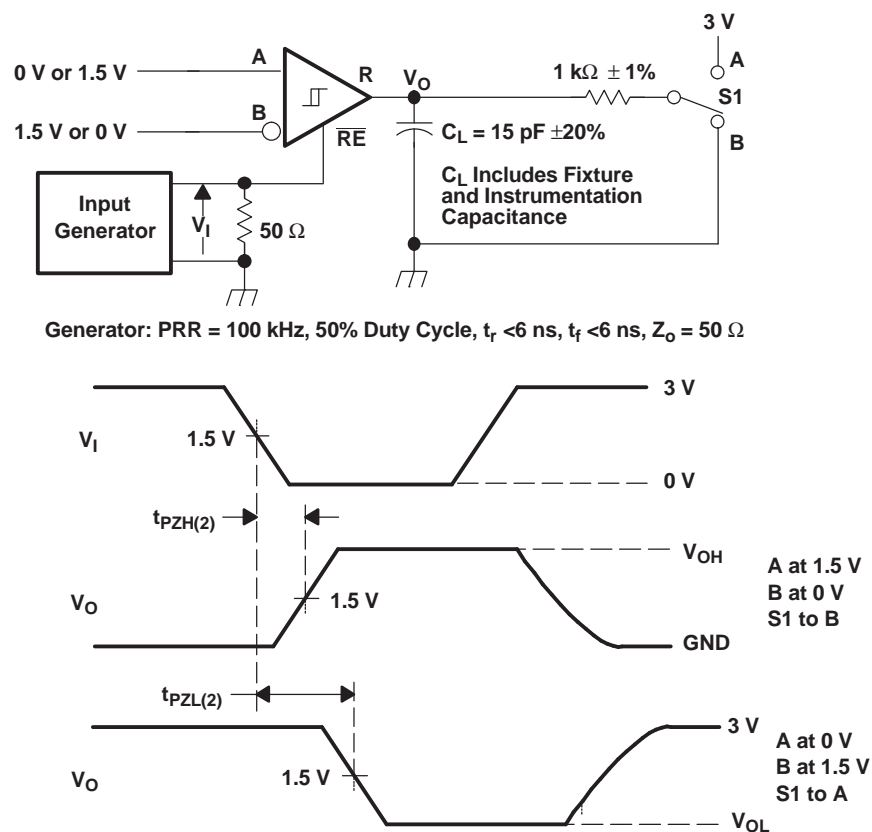 3 V
A
0 V or 1.5 V
A
R
V_O
1 kΩ ± 1%
S1
B
1.5 V or 0 V
R̅E̅
C_L = 15 pF ±20%
B
C_L Includes Fixture
and Instrumentation
Capacitance
Input
Generator
V_I
50 Ω
Generator: PRR = 100 kHz, 50% Duty Cycle, t_r <6 ns, t_f <6 ns, Z_o = 50 Ω
3 V
V_I
1.5 V
0 V
t_PZH(2)
V_OH
A at 1.5 V
B at 0 V
S1 to B
V_O
1.5 V
GND
t_PZL(2)
3 V
A at 0 V
B at 1.5 V
S1 to A
V_O
1.5 V
V_OL